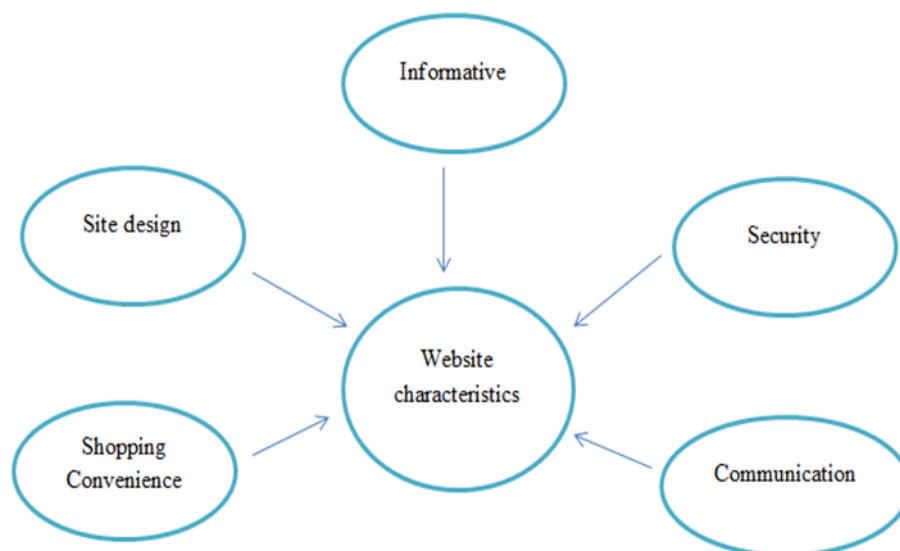 Informative
Site design
Security
Website
characteristics
Shopping
Convenience
Communication